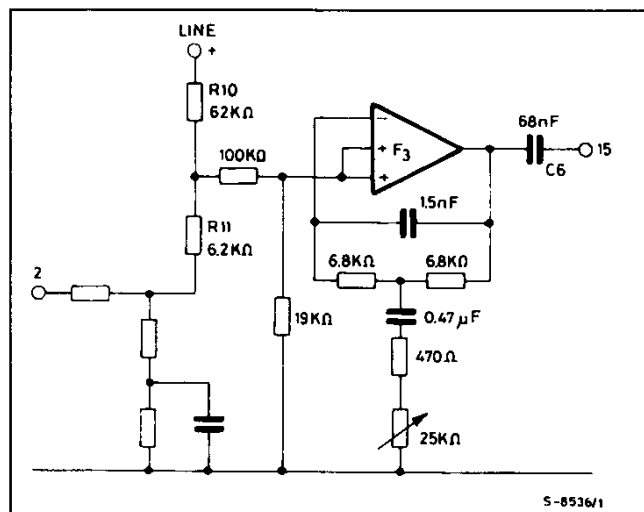 LINE
+
R10
62KΩ
100KΩ
R11
6.2KΩ
2
19KΩ
−
+
+
F3
68nF
15
C6
1.5nF
6.8KΩ
6.8KΩ
0.47µF
470Ω
25KΩ
S-8536/1